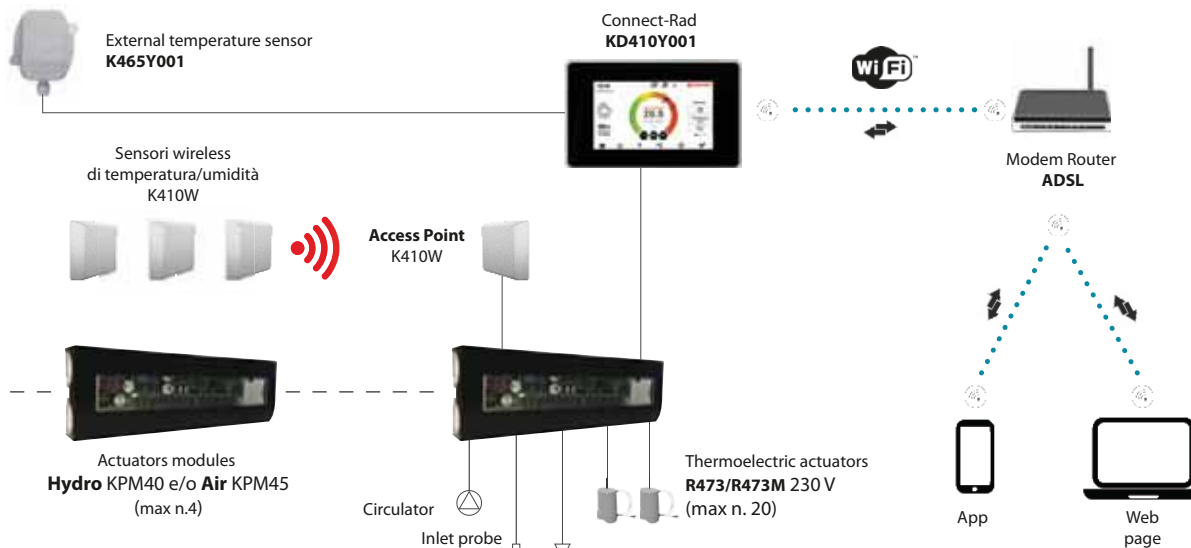 External temperature sensor
K465Y001
Connect-Rad
KD410Y001
WiFi
Modem Router
ADSL
Sensori wireless
di temperatura/umidità
K410W
Access Point
K410W
Actuators modules
Hydro KPM40 e/o Air KPM45
(max n.4)
Circulator
Inlet probe
Thermoelectric actuators
R473/R473M 230 V
(max n. 20)
App
Web
page